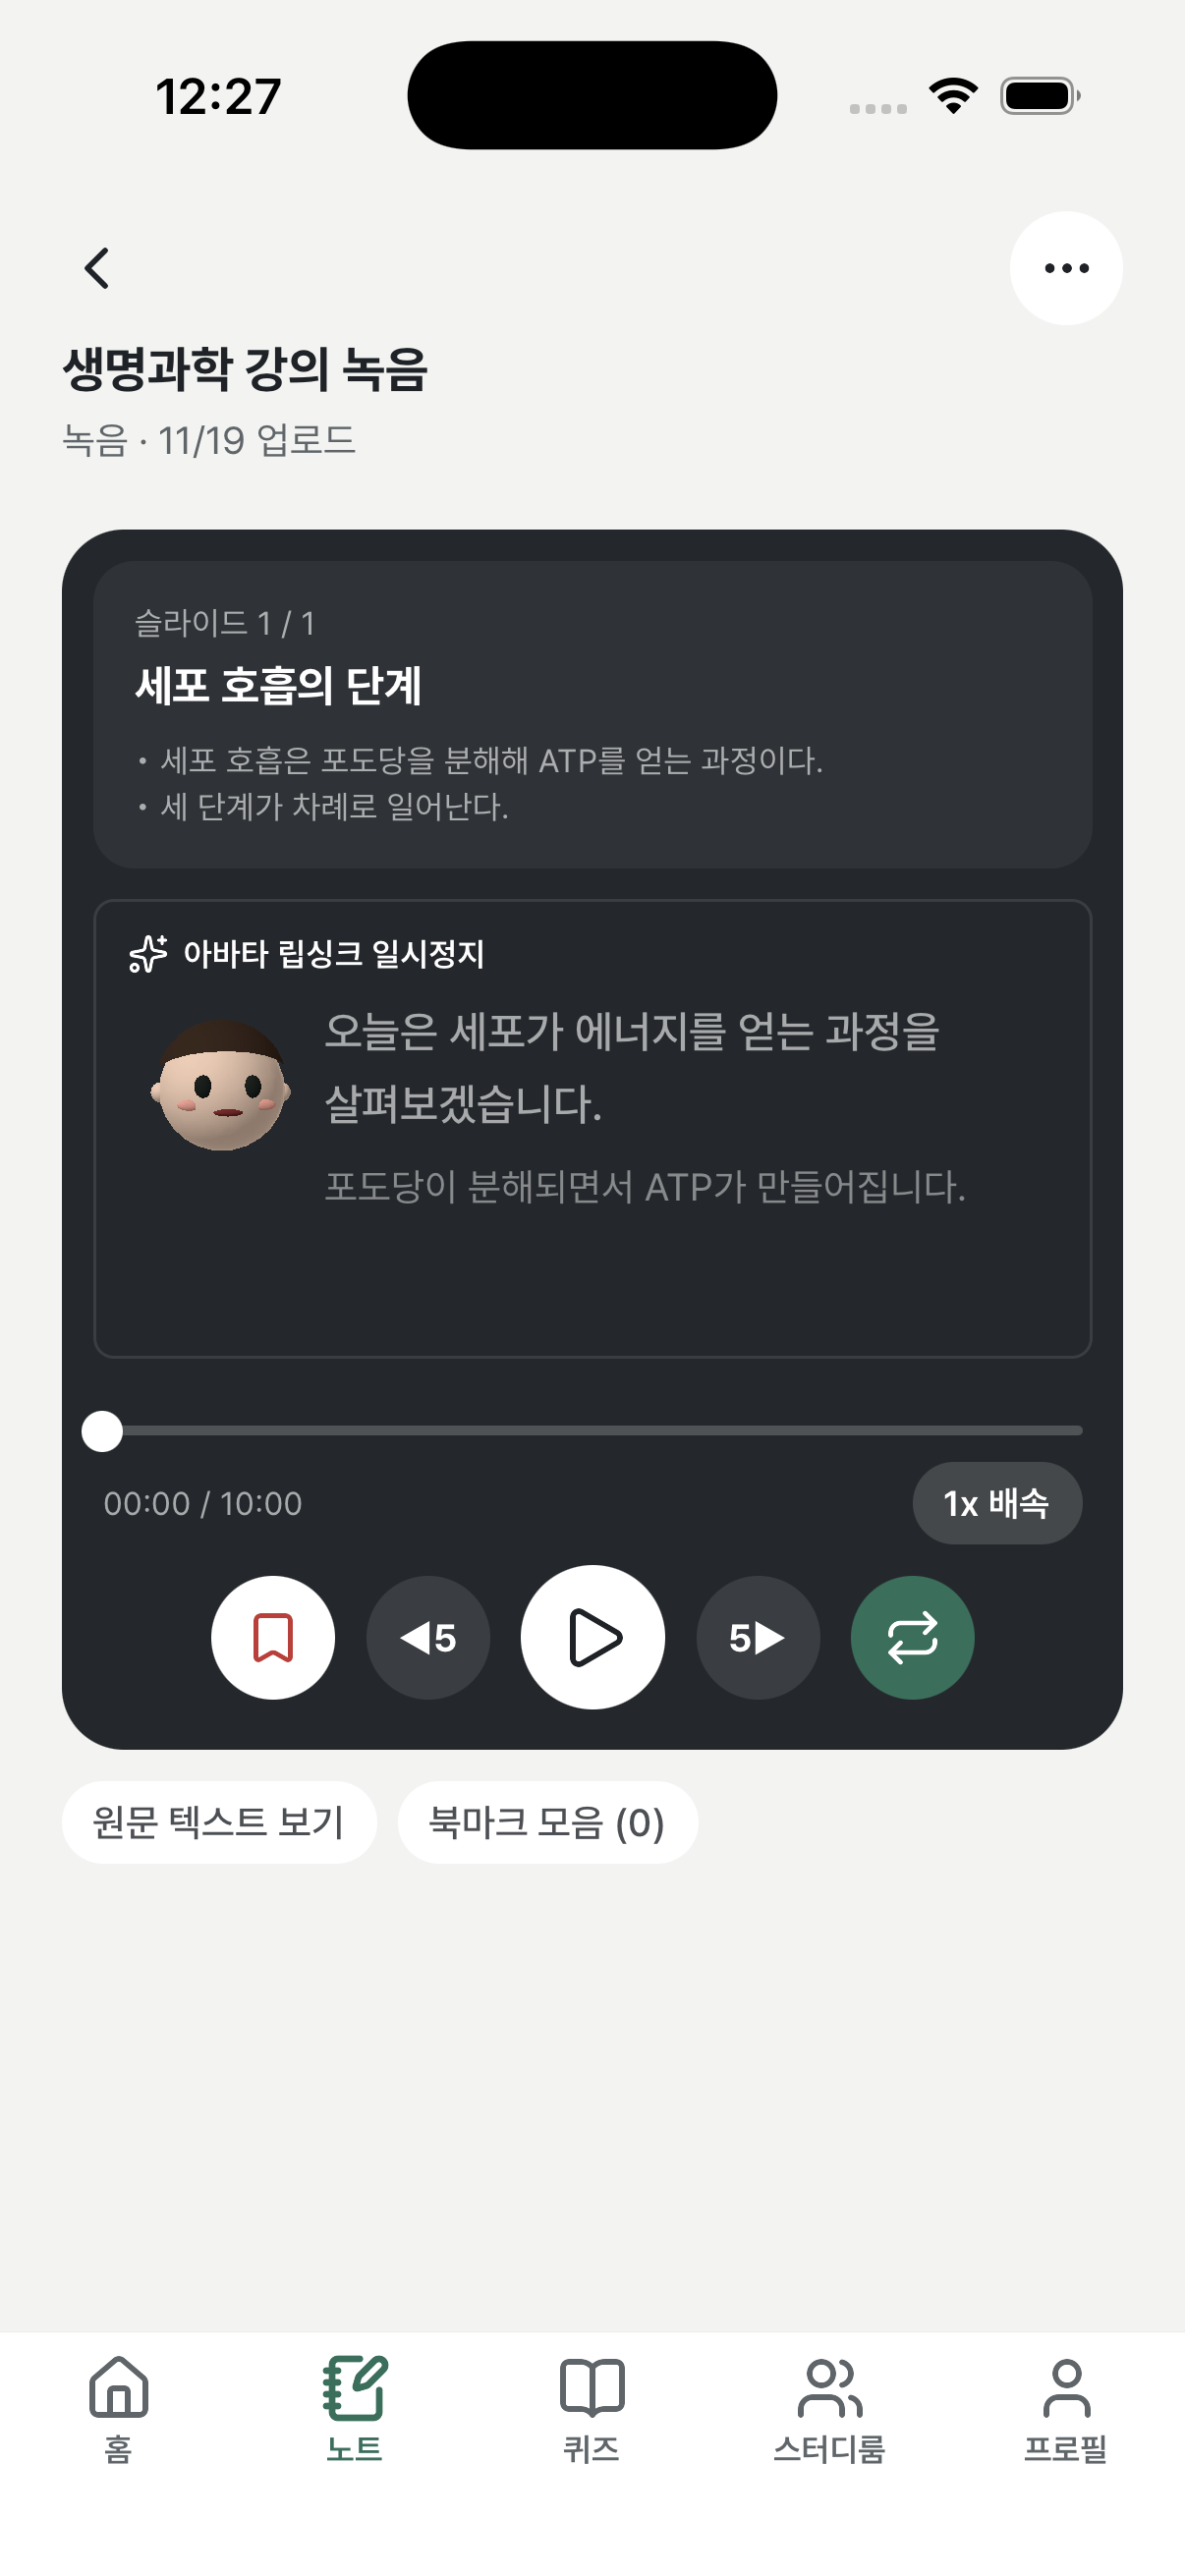 12:27
생명과학 강의 녹음
녹음 · 11/19 업로드
슬라이드 1 / 1
세포 호흡의 단계
• 세포 호흡은 포도당을 분해해 ATP를 얻는 과정이다.
• 세 단계가 차례로 일어난다.
아바타 립싱크 일시정지
오늘은 세포가 에너지를 얻는 과정을
살펴보겠습니다.
포도당이 분해되면서 ATP가 만들어집니다.
00:00 / 10:00
1x 배속
◀5
5▶
원문 텍스트 보기
북마크 모음 (0)
홈
노트
퀴즈
스터디룸
프로필